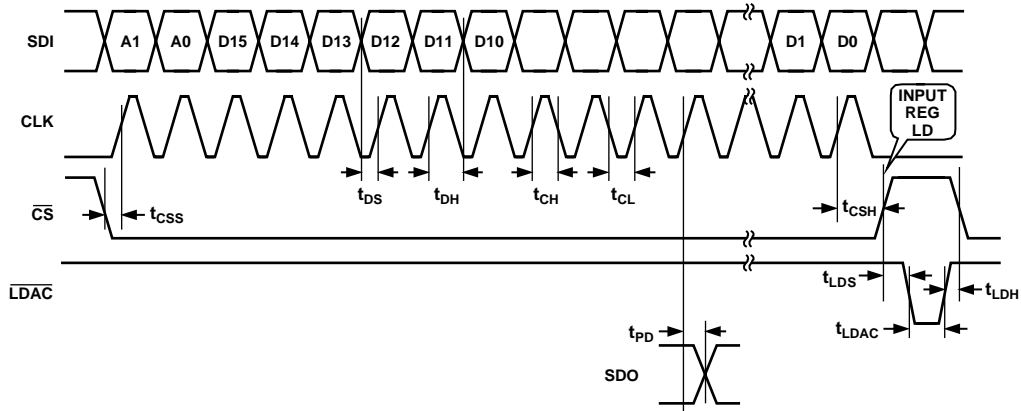 SDI A1 A0 D15 D14 D13 D12 D11 D10 D1 D0
CLK
INPUT
REG
LD
tDS tDH tCH tCL
CS tCSS tCSH
LDAC tLDS tLDH
tLDAC
tPD
SDO